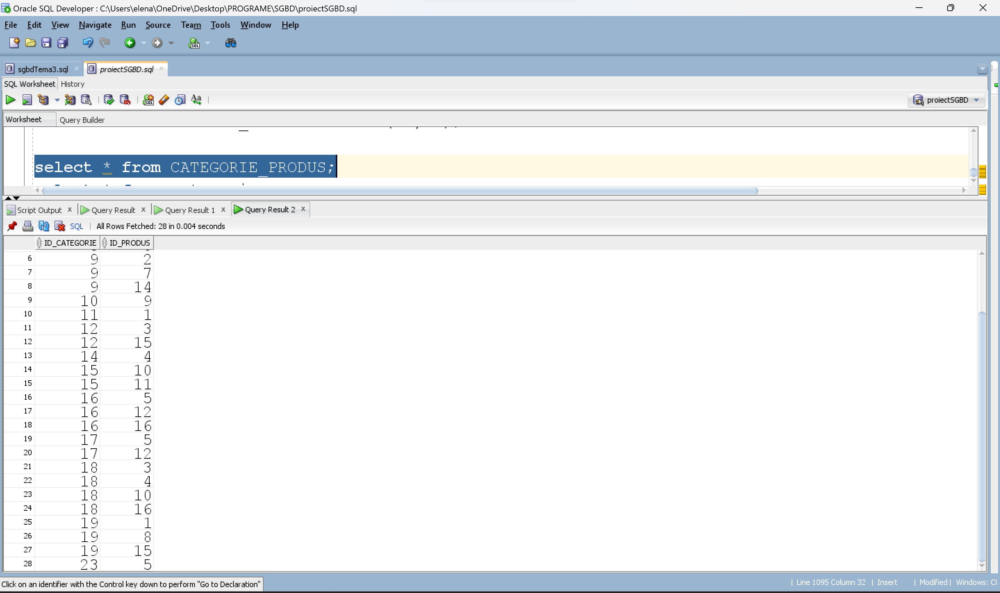 Oracle SQL Developer : C:\Users\elena\OneDrive\Desktop\PROGRAME\SGBD\proiectSGBD.sql
File Edit View Navigate Run Source Team Tools Window Help
sgbdTema3.sql proiectSGBD.sql
SQL Worksheet History
proiectSGBD
Worksheet Query Builder
select * from CATEGORIE_PRODUS;
Script Output Query Result Query Result 1 Query Result 2
SQL All Rows Fetched: 28 in 0.004 seconds
ID_CATEGORIE ID_PRODUS
6 9 2
7 9 7
8 9 14
9 10 9
10 11 1
11 12 3
12 12 15
13 14 4
14 15 10
15 15 11
16 16 5
17 16 12
18 16 16
19 17 5
20 17 12
21 18 3
22 18 4
23 18 10
24 18 16
25 19 1
26 19 8
27 19 15
28 23 5
Click on an identifier with the Control key down to perform "Go to Declaration"
| Line 1095 Column 32 | Insert | Modified | Windows: Cl